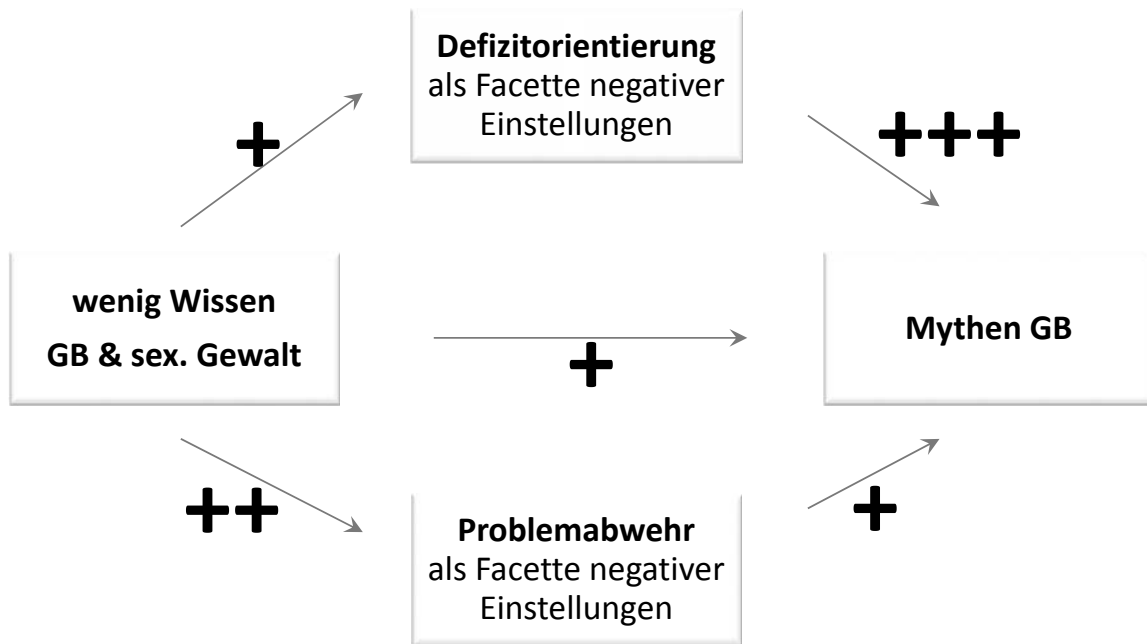 Defizitorientierung
als Facette negativer
Einstellungen
+
+++
wenig Wissen
GB & sex. Gewalt
+
Mythen GB
++
+
Problemabwehr
als Facette negativer
Einstellungen